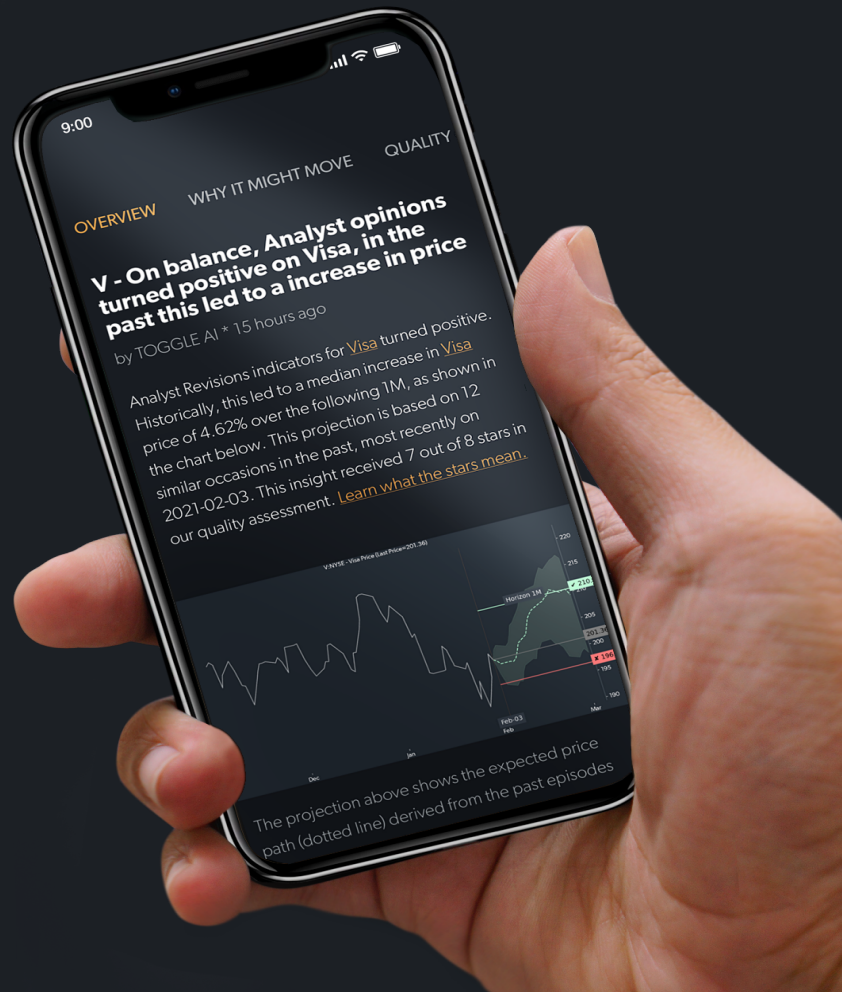 9:00
OVERVIEW WHY IT MIGHT MOVE QUALITY
V - On balance, Analyst opinions
turned positive on Visa, in the
past this led to a increase in price
by TOGGLE AI * 15 hours ago
Analyst Revisions indicators for Visa turned positive.
Historically, this led to a median increase in Visa
price of 4.62% over the following 1M, as shown in
the chart below. This projection is based on 12
similar occasions in the past, most recently on
2021-02-03. This insight received 7 out of 8 stars in
our quality assessment. Learn what the stars mean.
V:NYSE - Visa Price (Last Price=201.36)
220
215
Horizon 1M
210
205
201.36
200
196
195
190
Feb-03
Dec Jan Feb Mar
The projection above shows the expected price
path (dotted line) derived from the past episodes